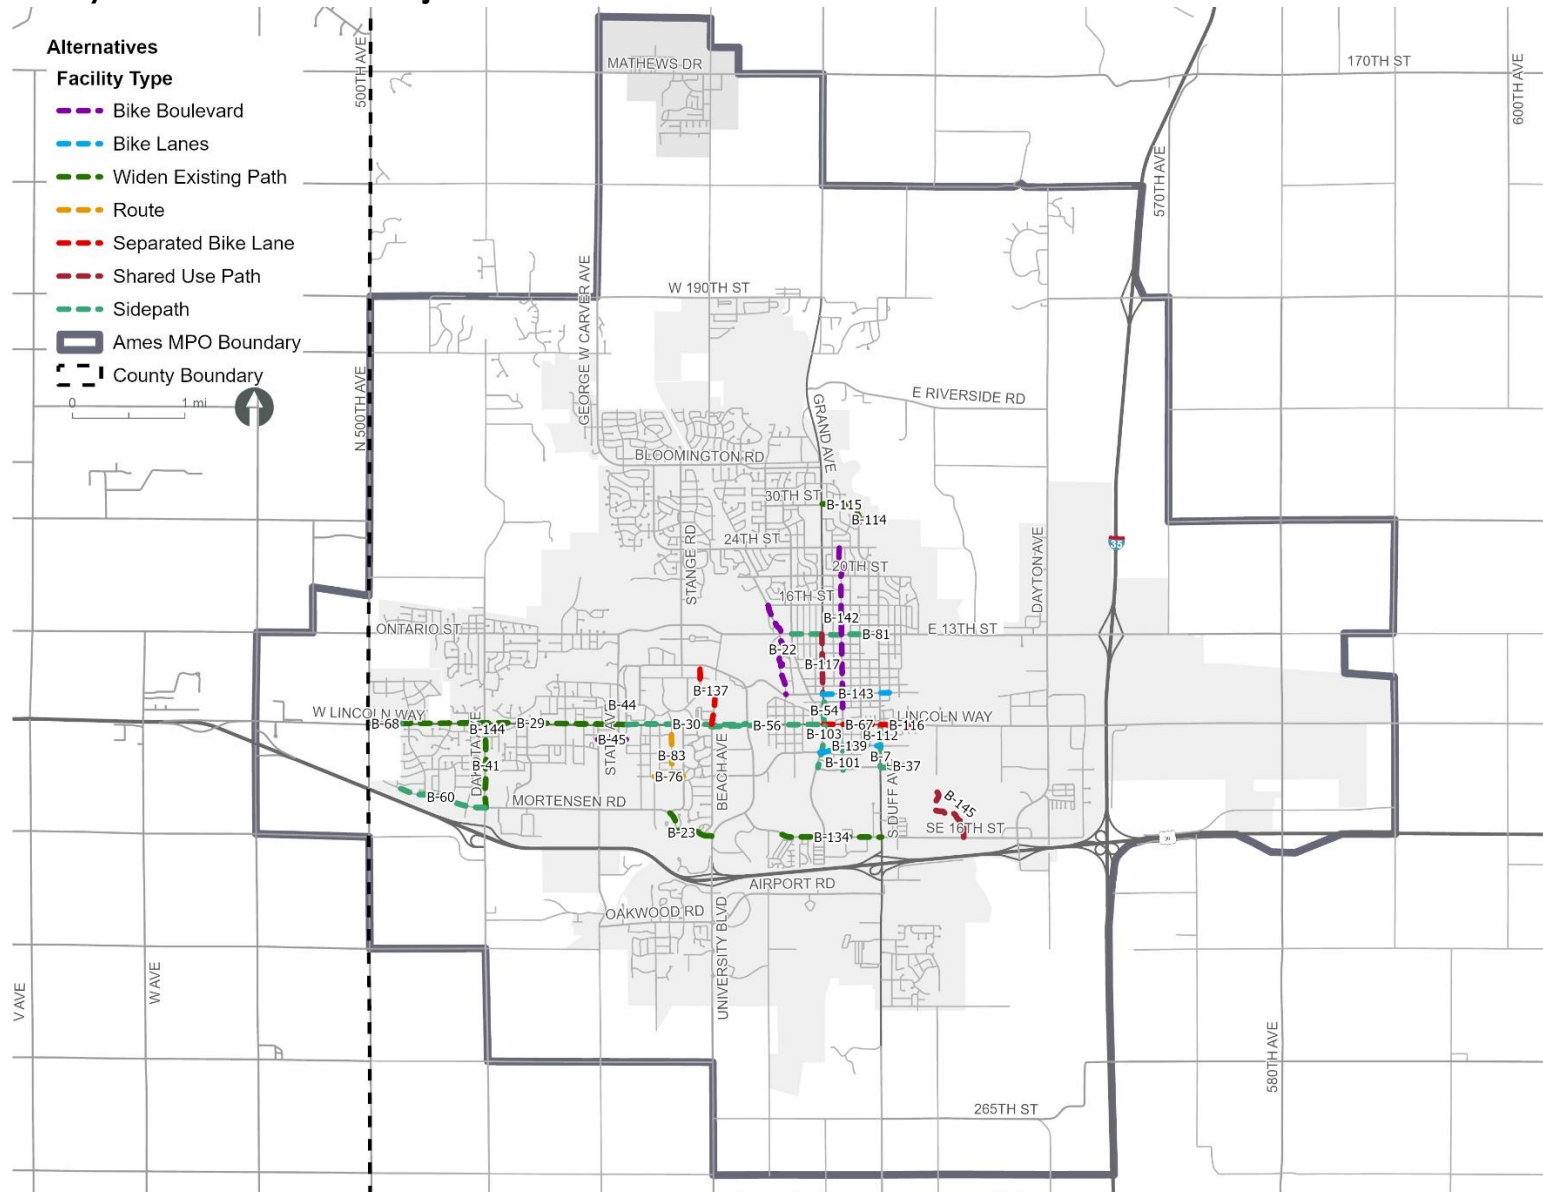 Alternatives
Facility Type
Bike Boulevard
Bike Lanes
Widen Existing Path
Route
Separated Bike Lane
Shared Use Path
Sidepath
Ames MPO Boundary
County Boundary
0 1 mi
500TH AVE
MATHEWS DR
170TH ST
600TH AVE
570TH AVE
GEORGE W CARVER AVE
W 190TH ST
N 500TH AVE
E RIVERSIDE RD
GRAND AVE
BLOOMINGTON RD
30TH ST
B-115
B-114
24TH ST
STANGE RD
20TH ST
DAYTON AVE
35
16TH ST
B-142
ONTARIO ST
B-81
E 13TH ST
B-22
B-117
B-137
B-143
B-44
B-54
W LINCOLN WAY
LINCOLN WAY
B-68
B-144
B-29
B-30
B-56
B-67
B-116
B-103
B-112
B-45
B-139
B-83
B-101
B-7
B-37
B-41
B-76
BEACH AVE
S DUFF AVE
B-60
MORTENSEN RD
B-145
B-23
B-134
SE 16TH ST
AIRPORT RD
OAKWOOD RD
UNIVERSITY BLVD
V AVE
W AVE
580TH AVE
265TH ST